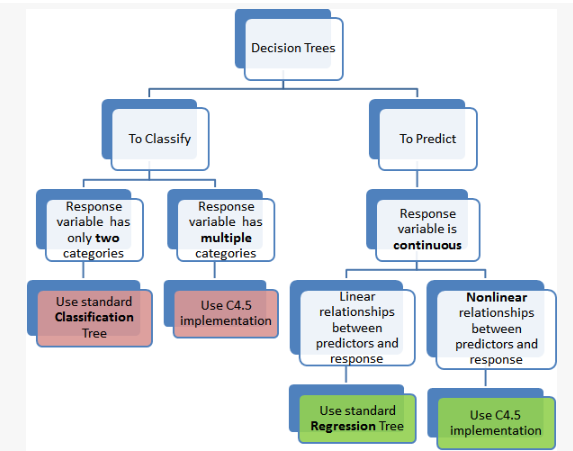 Decision Trees
To Classify
To Predict
Response
variable has
only two
categories
Response
variable has
multiple
categories
Response
variable is
continuous
Use standard
Classification
Tree
Use C4.5
implementation
Linear
relationships
between
predictors and
response
Nonlinear
relationships
between
predictors and
response
Use standard
Regression Tree
Use C4.5
implementation